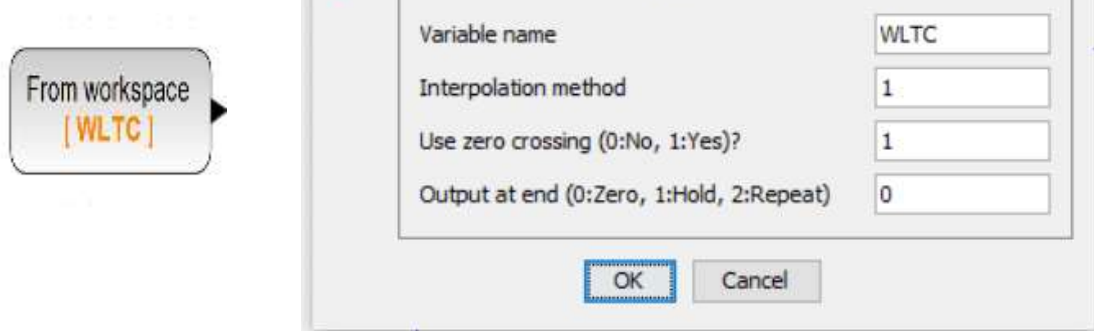 From workspace
[ WLTC ]
Variable name WLTC
Interpolation method 1
Use zero crossing (0:No, 1:Yes)? 1
Output at end (0:Zero, 1:Hold, 2:Repeat) 0
OK Cancel